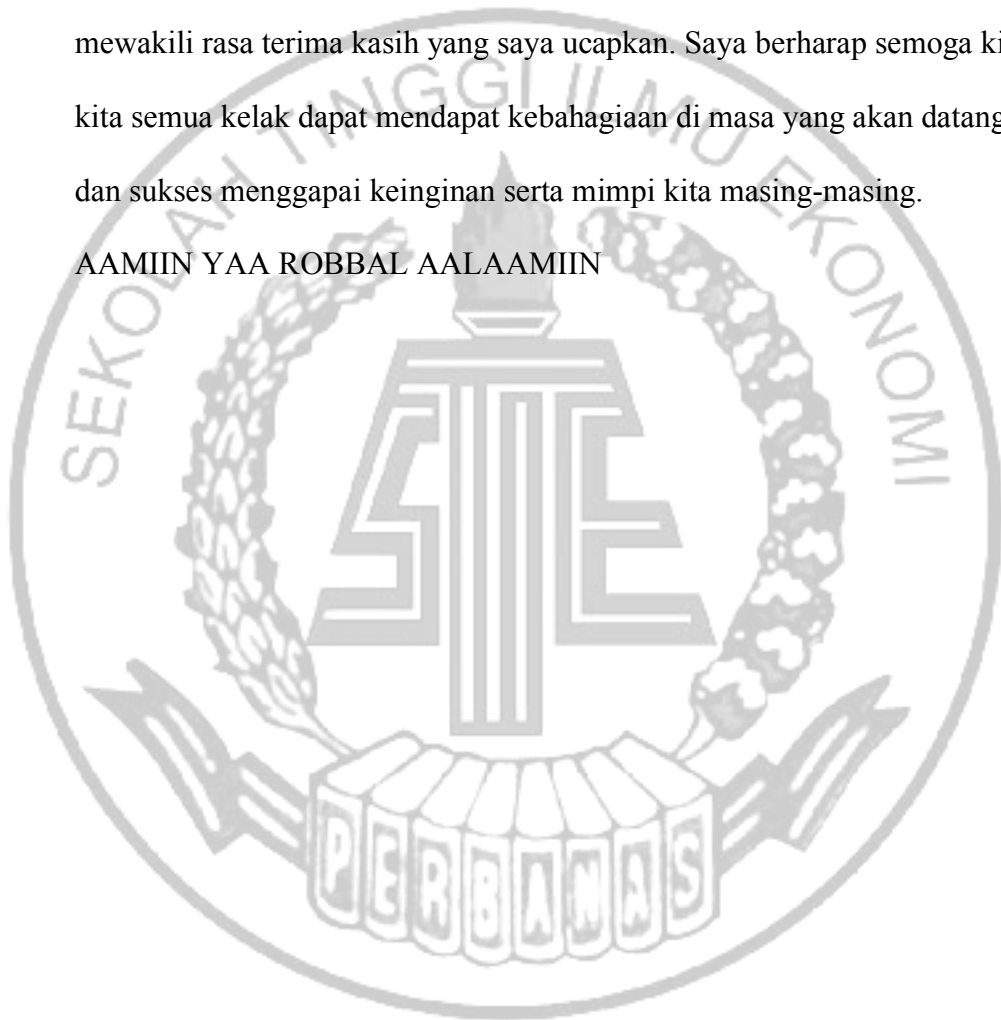 mewakili rasa terima kasih yang saya ucapkan. Saya berharap semoga ki
kita semua kelak dapat mendapat kebahagiaan di masa yang akan datang
dan sukses menggapai keinginan serta mimpi kita masing-masing.
AAMIIN YAA ROBBAL AALAAMIIN
SEKOLAH TINGGI ILMU EKONOMI
STIE
PERBANAS